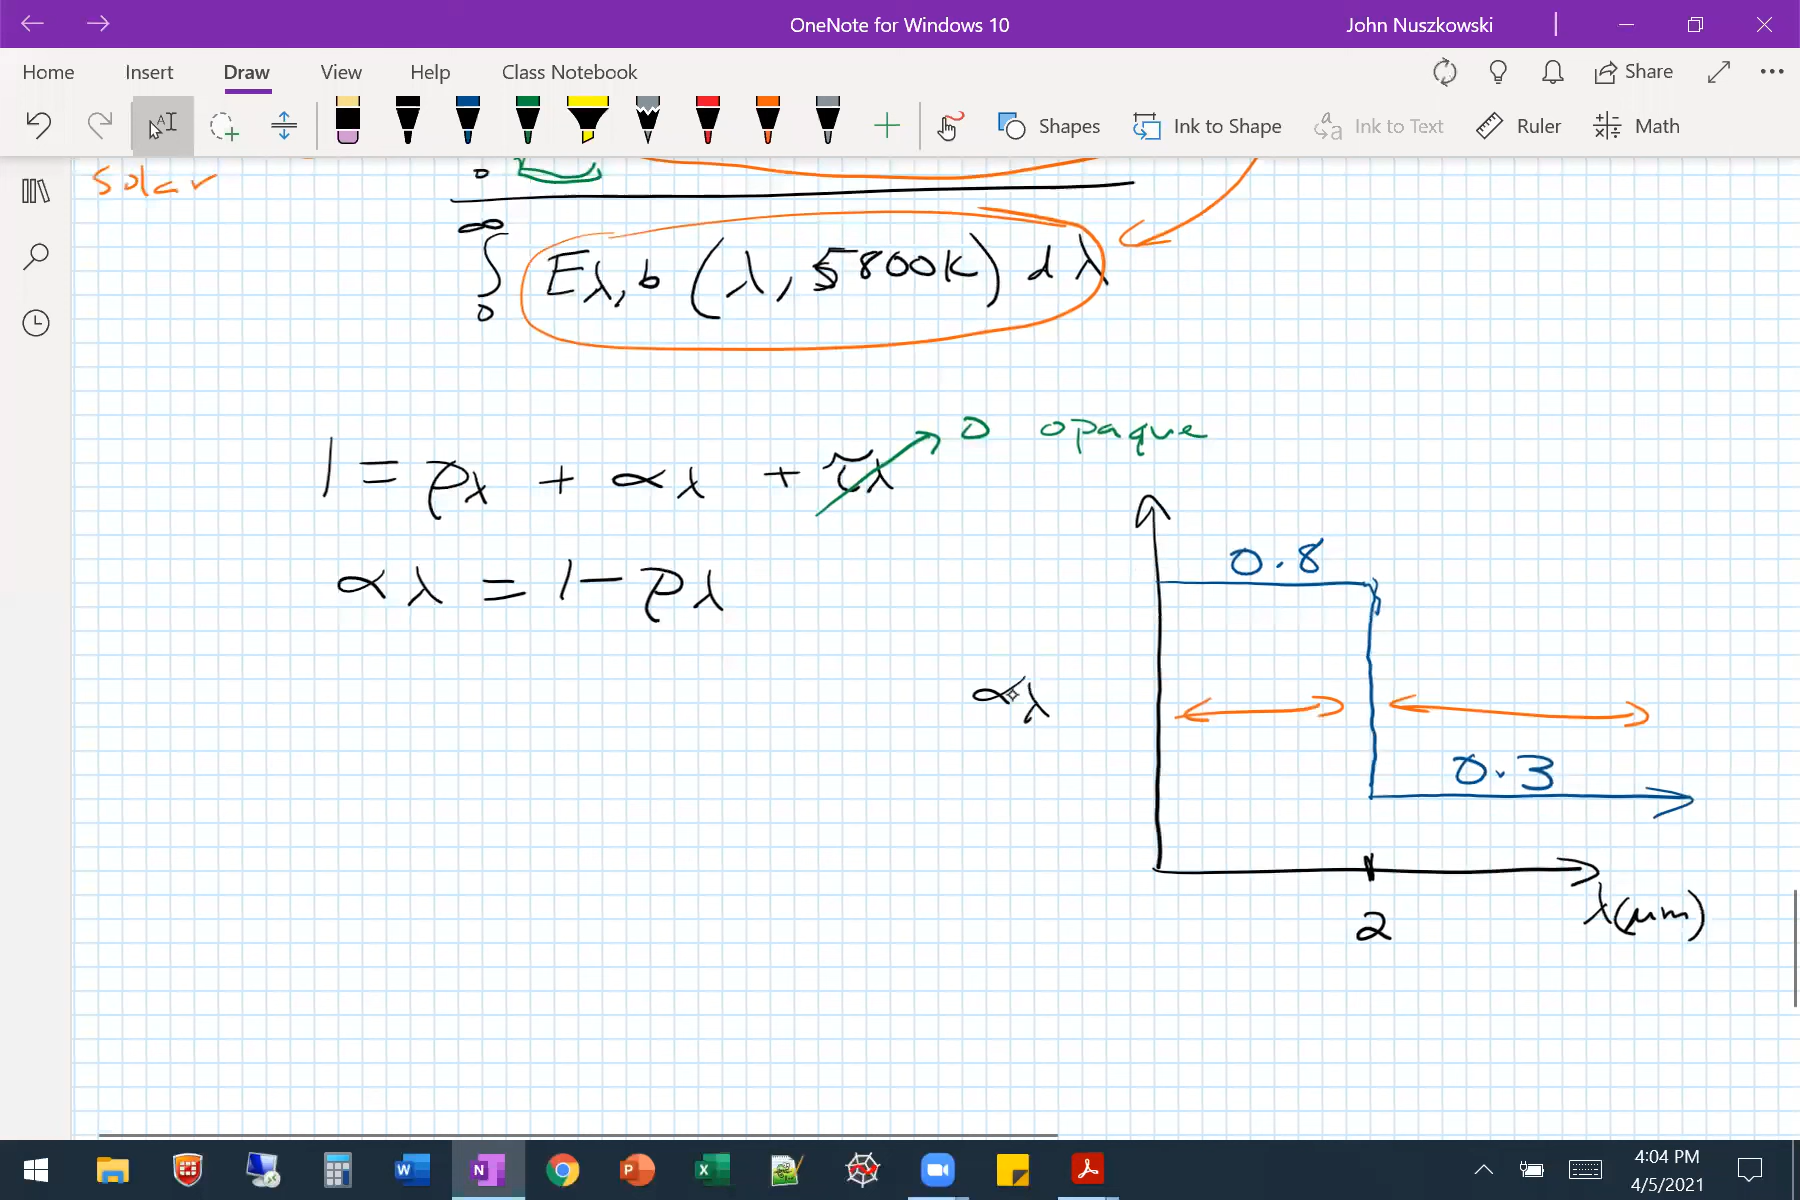 OneNote for Windows 10
John Nuszkowski
Home Insert Draw View Help Class Notebook
Share
Shapes Ink to Shape Ink to Text Ruler Math
Solar
0
∞
∫ Eλ,b (λ, 5800K) dλ
0
1 = ρλ + αλ + τλ 0 opaque
αλ = 1 - ρλ
0.8
αλ
0.3
2
λ(μm)
4:04 PM
4/5/2021